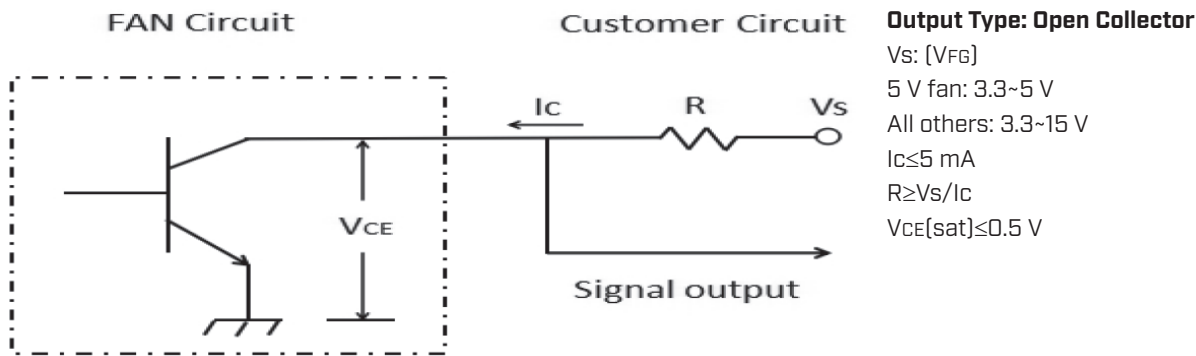 FAN Circuit
Customer Circuit
Ic
R
Vs
VCE
Signal output
Output Type: Open Collector
Vs: (VFG)
5 V fan: 3.3~5 V
All others: 3.3~15 V
Ic≤5 mA
R≥Vs/Ic
VCE(sat)≤0.5 V